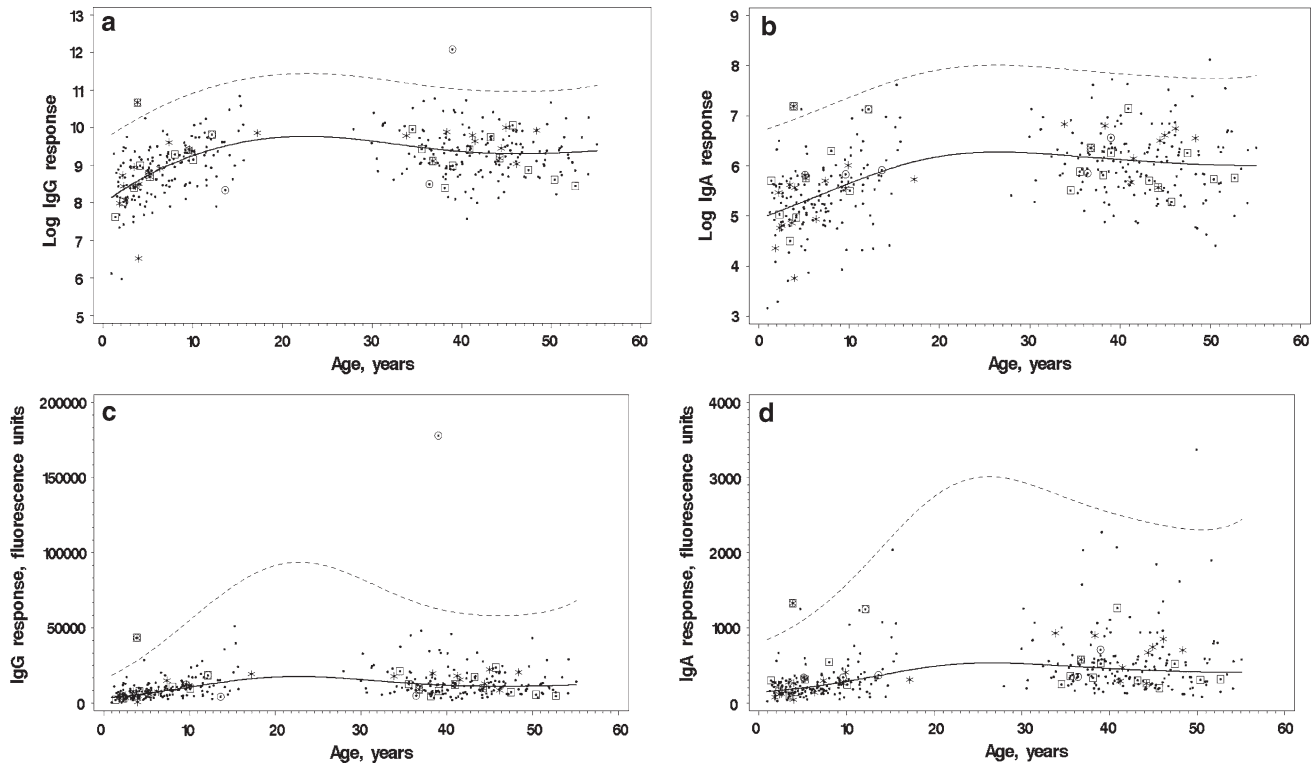 a
13
12
11
10
9
8
7
6
5
Log IgG response
0 10 20 30 40 50 60
Age, years
b
9
8
7
6
5
4
3
Log IgA response
0 10 20 30 40 50 60
Age, years
c
200000
150000
100000
50000
0
IgG response, fluorescence units
0 10 20 30 40 50 60
Age, years
d
4000
3000
2000
1000
0
IgA response, fluorescence units
0 10 20 30 40 50 60
Age, years